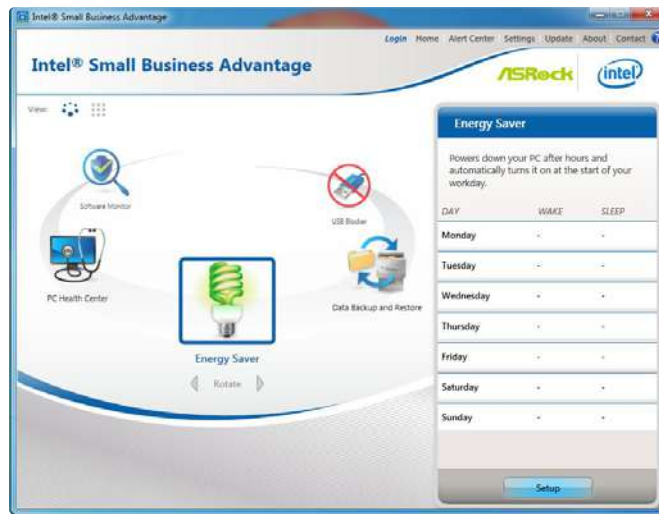 Intel® Small Business Advantage
Login Home Alert Center Settings Update About Contact
Intel® Small Business Advantage
ASRock
intel
View:
Energy Saver
Powers down your PC after hours and
automatically turns it on at the start of your
workday.
DAY WAKE SLEEP
Monday - -
Tuesday - -
Wednesday - -
Thursday - -
Friday - -
Saturday - -
Sunday - -
Setup
Software Monitor
USB Blocker
PC Health Center
Data Backup and Restore
Energy Saver
Rotate